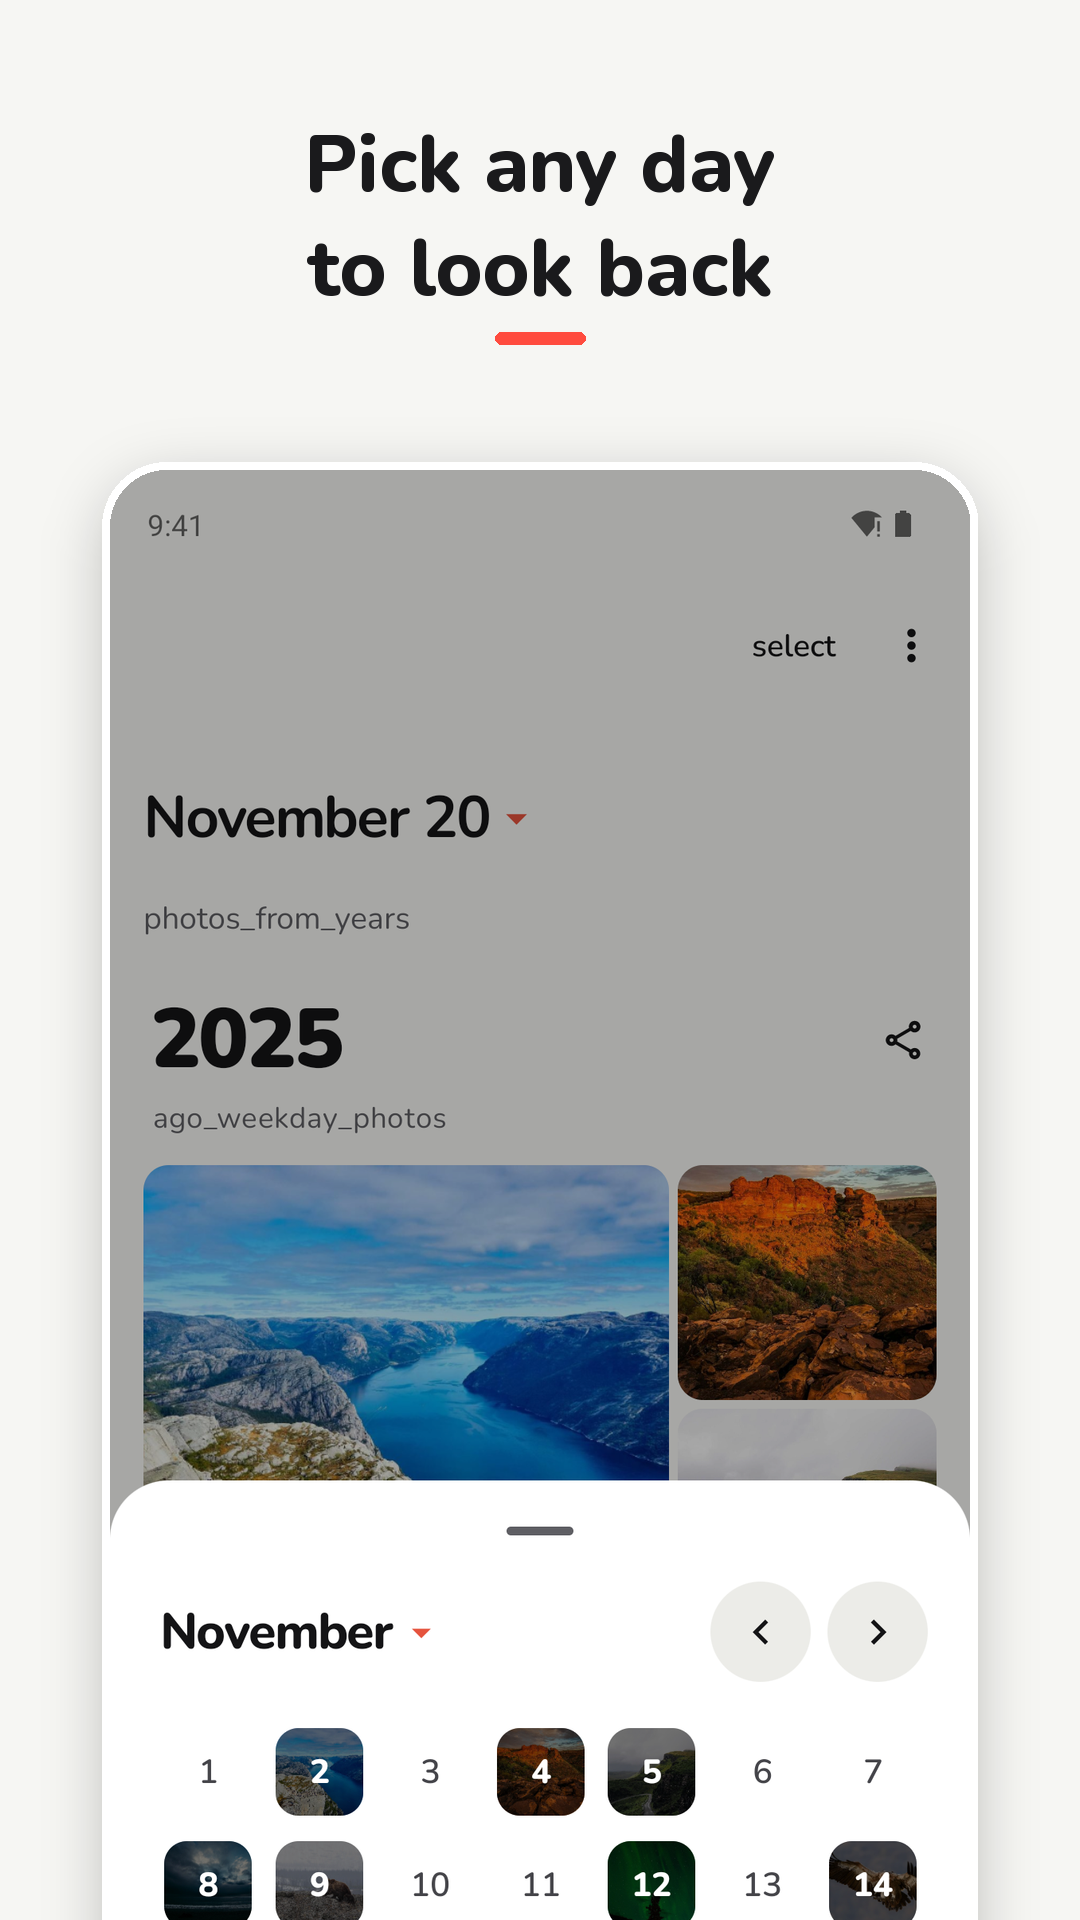 Pick any day
to look back
9:41
select
November 20
photos_from_years
2025
ago_weekday_photos
November
1 2 3 4 5 6 7
8 9 10 11 12 13 14